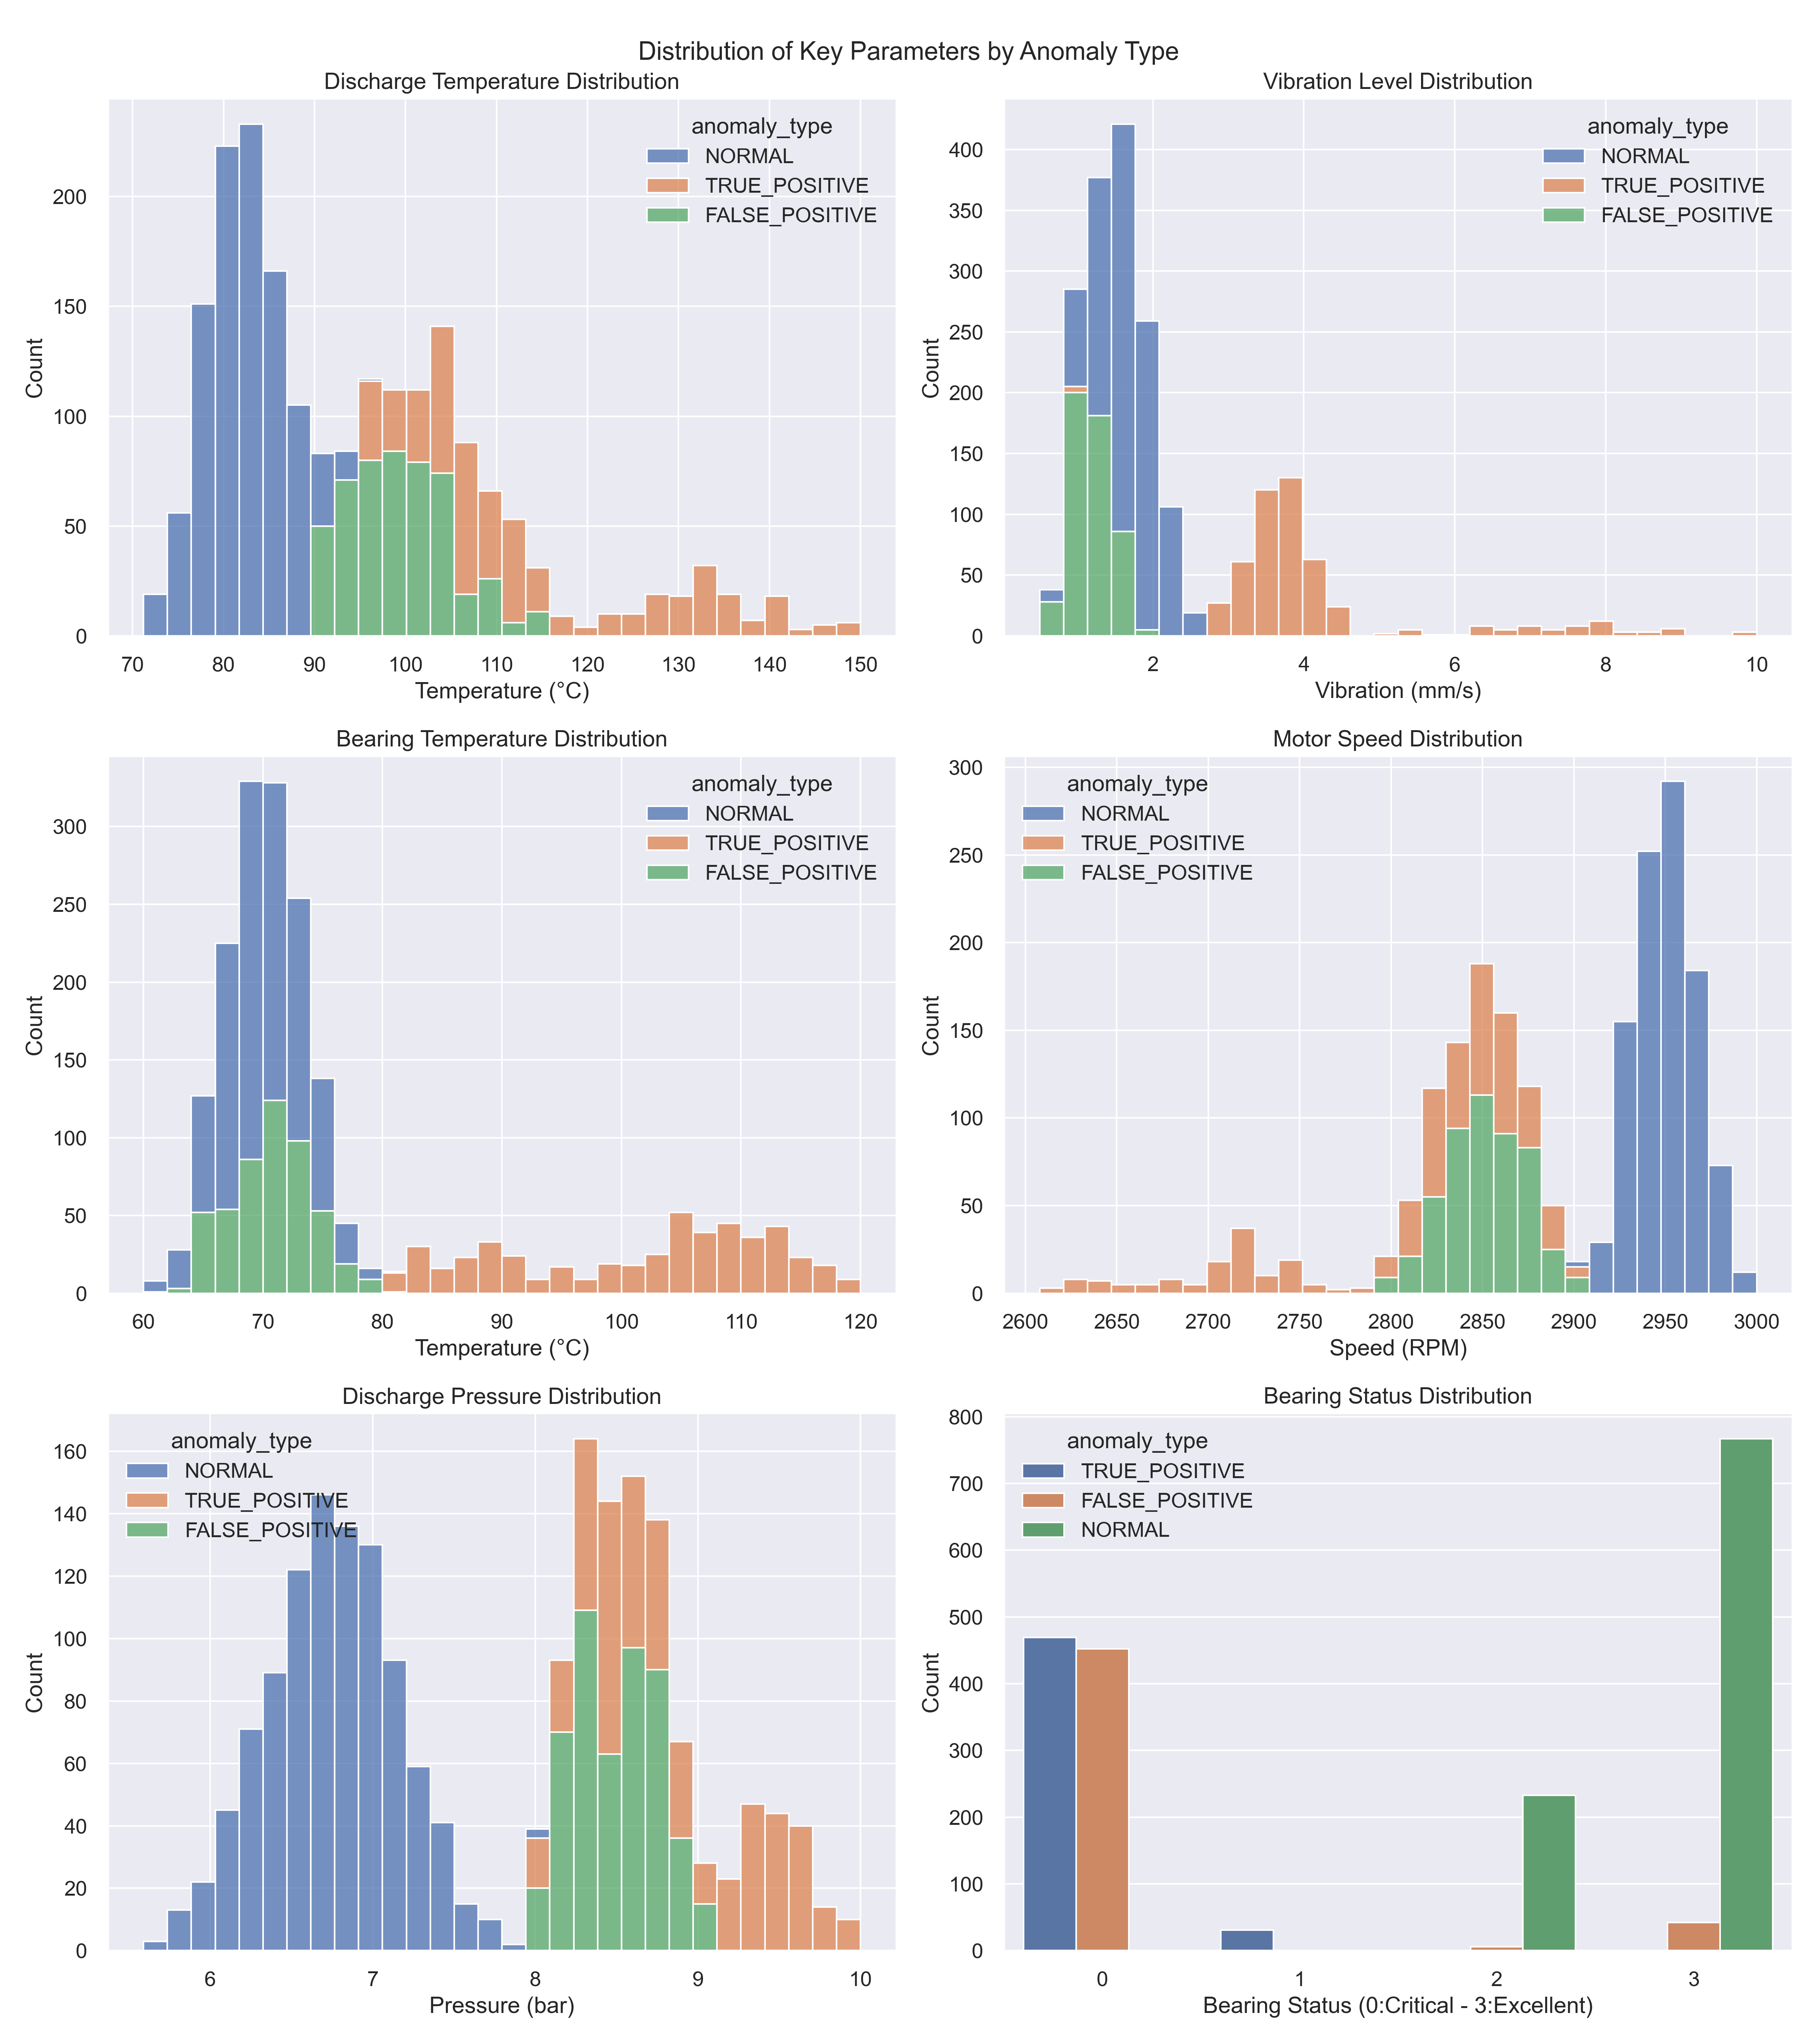 Distribution of Key Parameters by Anomaly Type
Discharge Temperature Distribution
anomaly_type
NORMAL
TRUE_POSITIVE
FALSE_POSITIVE
Count
200
150
100
50
0
70 80 90 100 110 120 130 140 150
Temperature (°C)
Vibration Level Distribution
anomaly_type
NORMAL
TRUE_POSITIVE
FALSE_POSITIVE
Count
400
350
300
250
200
150
100
50
0
2 4 6 8 10
Vibration (mm/s)
Bearing Temperature Distribution
anomaly_type
NORMAL
TRUE_POSITIVE
FALSE_POSITIVE
Count
300
250
200
150
100
50
0
60 70 80 90 100 110 120
Temperature (°C)
Motor Speed Distribution
anomaly_type
NORMAL
TRUE_POSITIVE
FALSE_POSITIVE
Count
300
250
200
150
100
50
0
2600 2650 2700 2750 2800 2850 2900 2950 3000
Speed (RPM)
Discharge Pressure Distribution
anomaly_type
NORMAL
TRUE_POSITIVE
FALSE_POSITIVE
Count
160
140
120
100
80
60
40
20
0
6 7 8 9 10
Pressure (bar)
Bearing Status Distribution
anomaly_type
TRUE_POSITIVE
FALSE_POSITIVE
NORMAL
Count
800
700
600
500
400
300
200
100
0
0 1 2 3
Bearing Status (0:Critical - 3:Excellent)